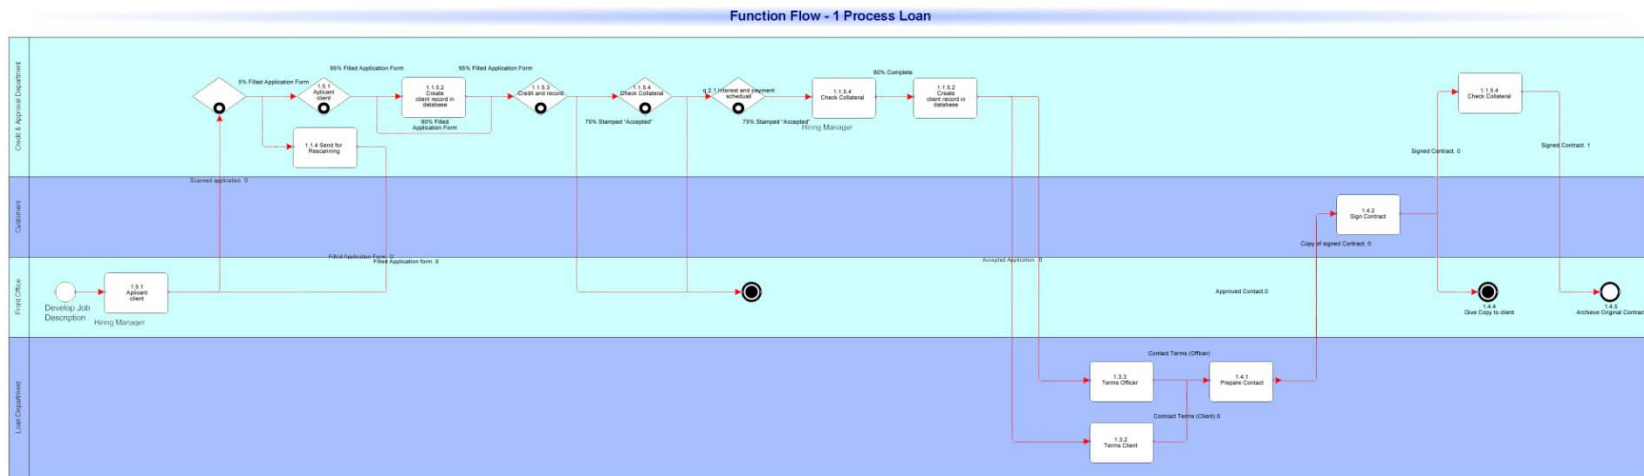 Function Flow - 1 Process Loan
Credit & Approval Department
5% Filled Application Form
1.5.1
Aplicant
client
95% Filled Application Form
1.1.5.2
Create
client record in
database
90% Filled
Application Form
95% Filled Application Form
1.1.5.3
Credit and record
1.1.5.4
Check Collateral
75% Stamped "Accepted"
q.2.1 Interest and payment
scheduall
75% Stamped "Accepted"
1.1.5.4
Check Collateral
Hiring Manager
80% Complete
1.1.5.2
Create
client record in
database
1.1.5.4
Check Collateral
1.1.4 Send for
Rescanning
Signed Contract. 0
Signed Contract. 1
Scanned application 0
Customers
1.4.2
Sign Contract
Copy of signed Contract 0
Filled Application Form 0
Filled Application form 0
Accepted Application 0
Front Office
Develop Job
Description
1.5.1
Aplicant
client
Hiring Manager
Approved Contact.0
1.4.4
Give Copy to client
1.4.5
Archieve Original Contract
Loan Department
Contact Terms (Officer)
1.3.3
Terms Officer
1.4.1
Prepare Contact
Contract Terms (Client) 0
1.3.2
Terms Client